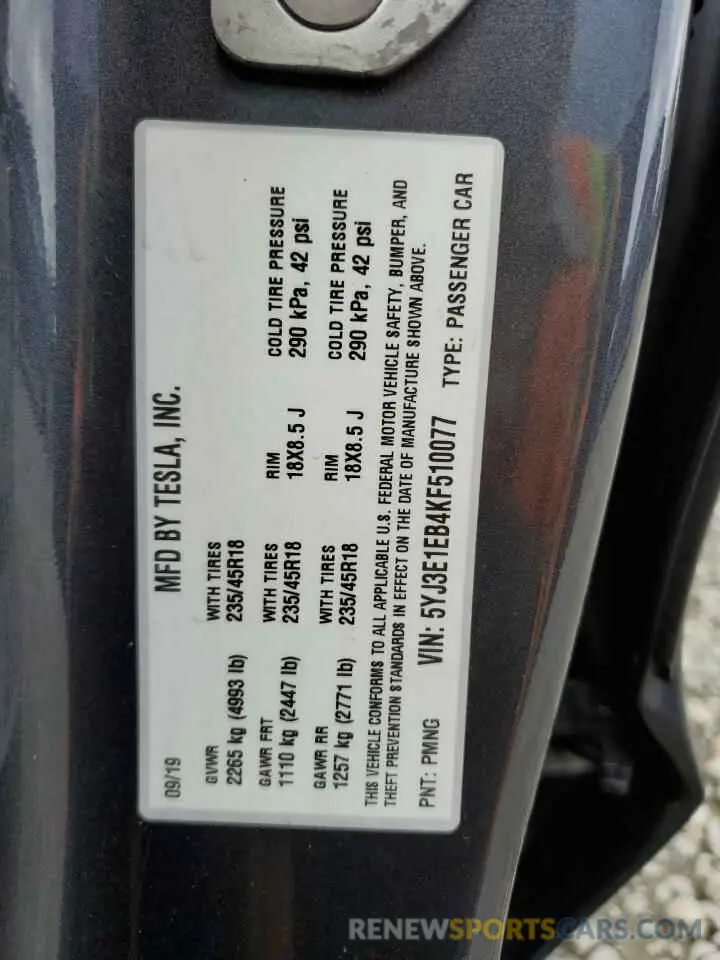 09/19 MFD BY TESLA, INC.
GVWR WITH TIRES
2265 kg (4993 lb) 235/45R18
GAWR FRT WITH TIRES RIM COLD TIRE PRESSURE
1110 kg (2447 lb) 235/45R18 18X8.5 J 290 kPa, 42 psi
GAWR RR WITH TIRES RIM COLD TIRE PRESSURE
1257 kg (2771 lb) 235/45R18 18X8.5 J 290 kPa, 42 psi
THIS VEHICLE CONFORMS TO ALL APPLICABLE U.S. FEDERAL MOTOR VEHICLE SAFETY, BUMPER, AND
THEFT PREVENTION STANDARDS IN EFFECT ON THE DATE OF MANUFACTURE SHOWN ABOVE.
PNT: PMNG VIN: 5YJ3E1EB4KF510077 TYPE: PASSENGER CAR
RENEWSPORTSCARS.COM